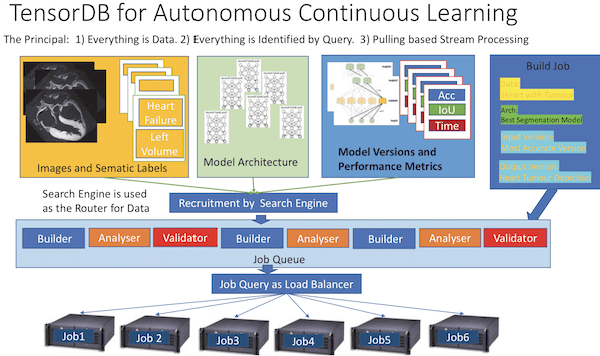 TensorDB for Autonomous Continuous Learning
The Principal: 1) Everything is Data. 2) Everything is Identified by Query. 3) Pulling based Stream Processing
Heart
Failure
Left
Volume
Images and Sematic Labels
Model Architecture
Acc
IoU
Time
Model Versions and
Performance Metrics
Build Job
Data:
Heart with Tumour
Arch:
Best Segmenation Model
Input Version:
Most Accurate Version
Output Version:
Heart Tumour Detection
Search Engine is used
as the Router for Data
Recruitment by Search Engine
Builder Analyser Validator Builder Analyser Builder Analyser Validator
Job Queue
Job Query as Load Balancer
Job1 Job 2 Job3 Job4 Job5 Job6